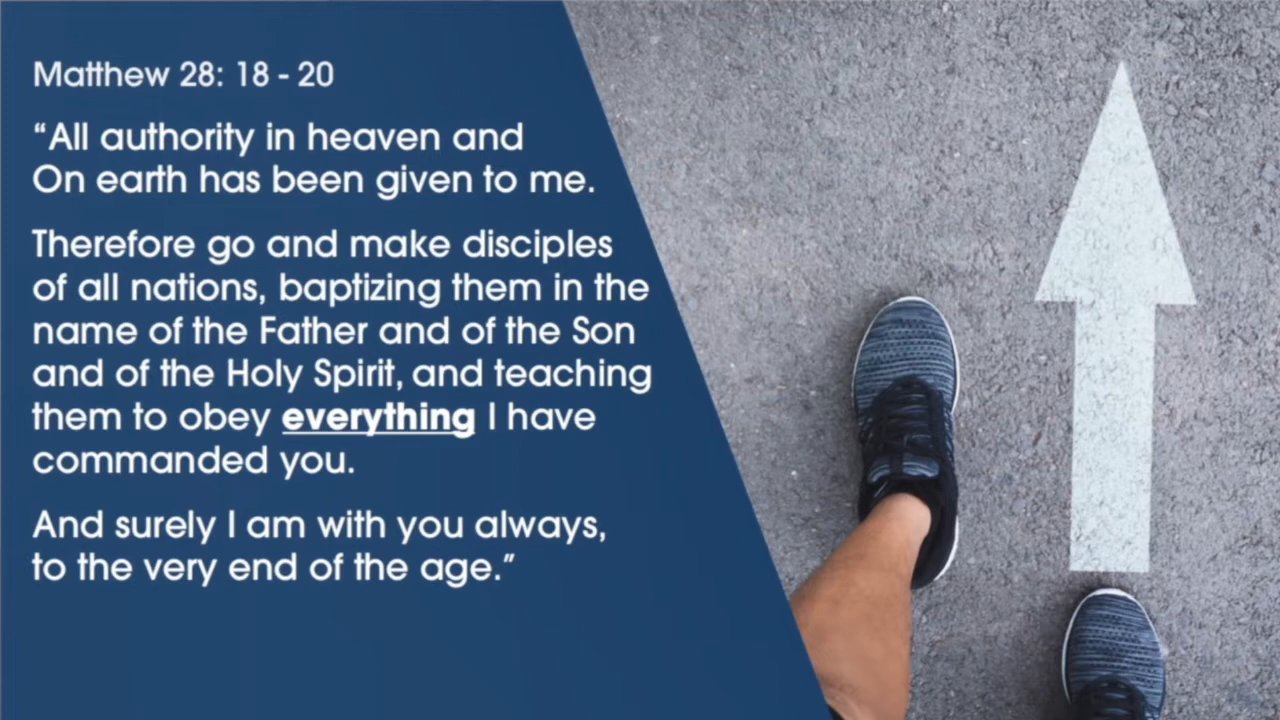 Matthew 28: 18 - 20
“All authority in heaven and
On earth has been given to me.
Therefore go and make disciples
of all nations, baptizing them in the
name of the Father and of the Son
and of the Holy Spirit, and teaching
them to obey everything I have
commanded you.
And surely I am with you always,
to the very end of the age.”